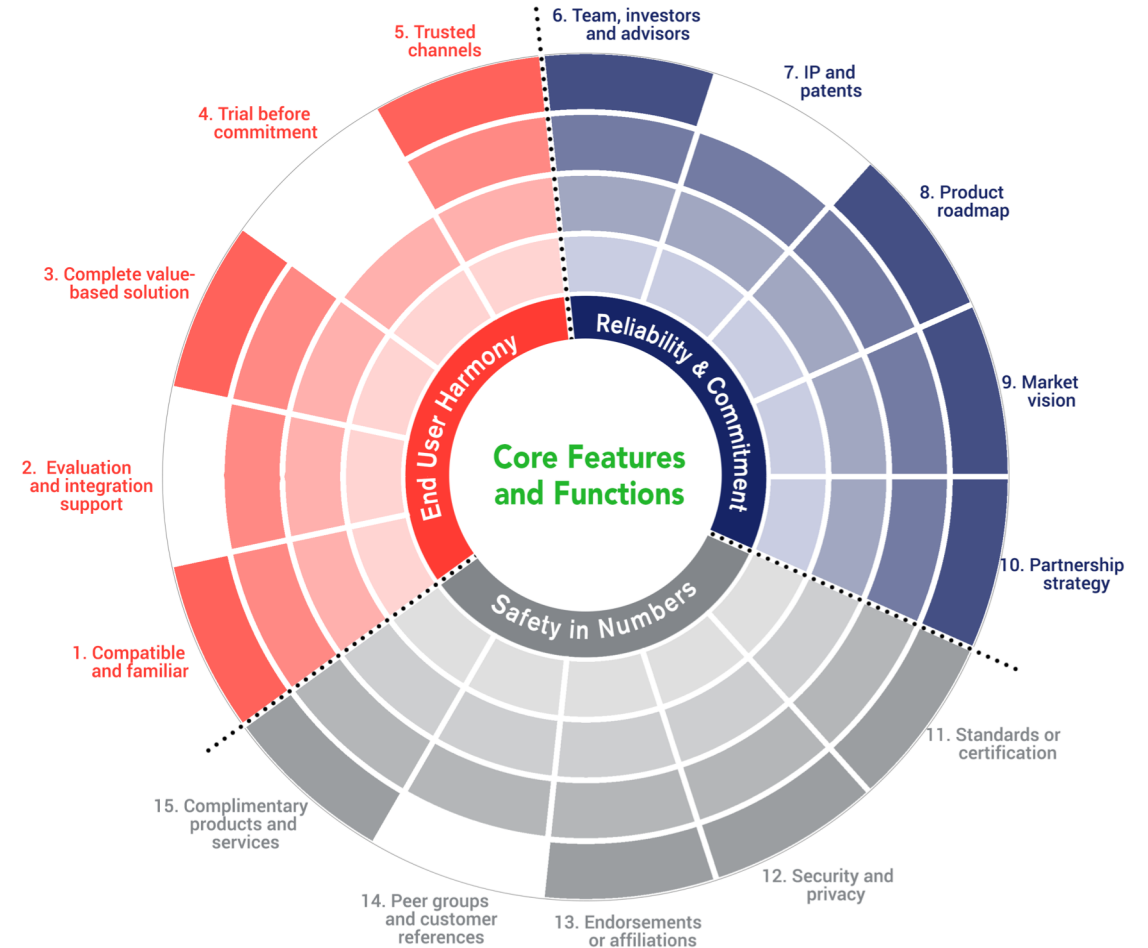 5. Trusted
channels
6. Team, investors
and advisors
7. IP and
patents
4. Trial before
commitment
8. Product
roadmap
3. Complete value-
based solution
9. Market
vision
2. Evaluation
and integration
support
10. Partnership
strategy
1. Compatible
and familiar
11. Standards or
certification
15. Complimentary
products and
services
12. Security and
privacy
14. Peer groups
and customer
references
13. Endorsements
or affiliations
End User Harmony
Reliability & Commitment
Safety in Numbers
Core Features
and Functions